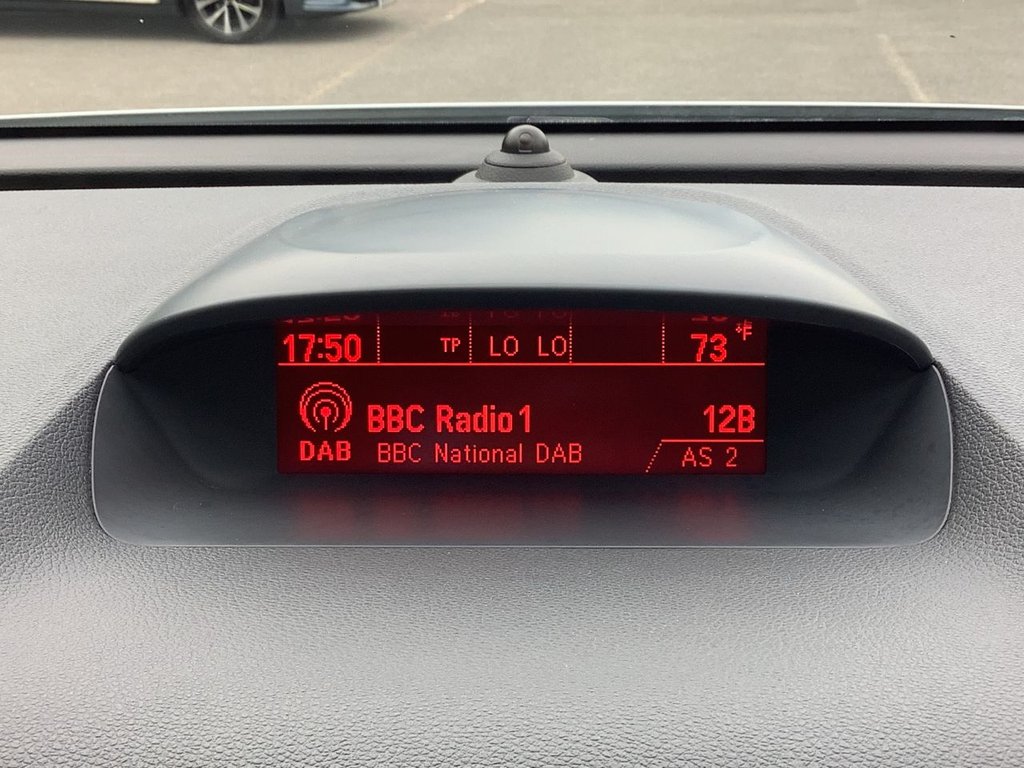 17:50 TP LO LO 73 °F
BBC Radio 1 12B
DAB BBC National DAB AS 2